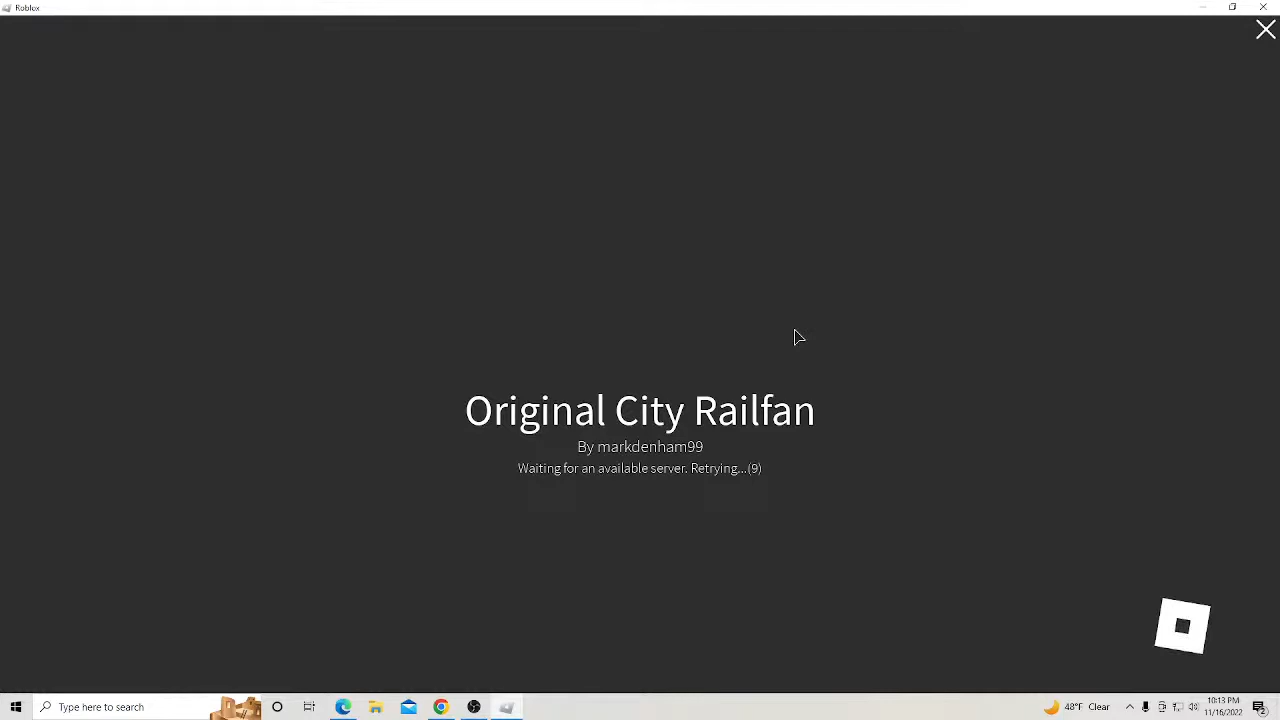 Roblox
Original City Railfan
By markdenham99
Waiting for an available server. Retrying...(9)
Type here to search
48°F Clear
10:13 PM
11/16/2022
2